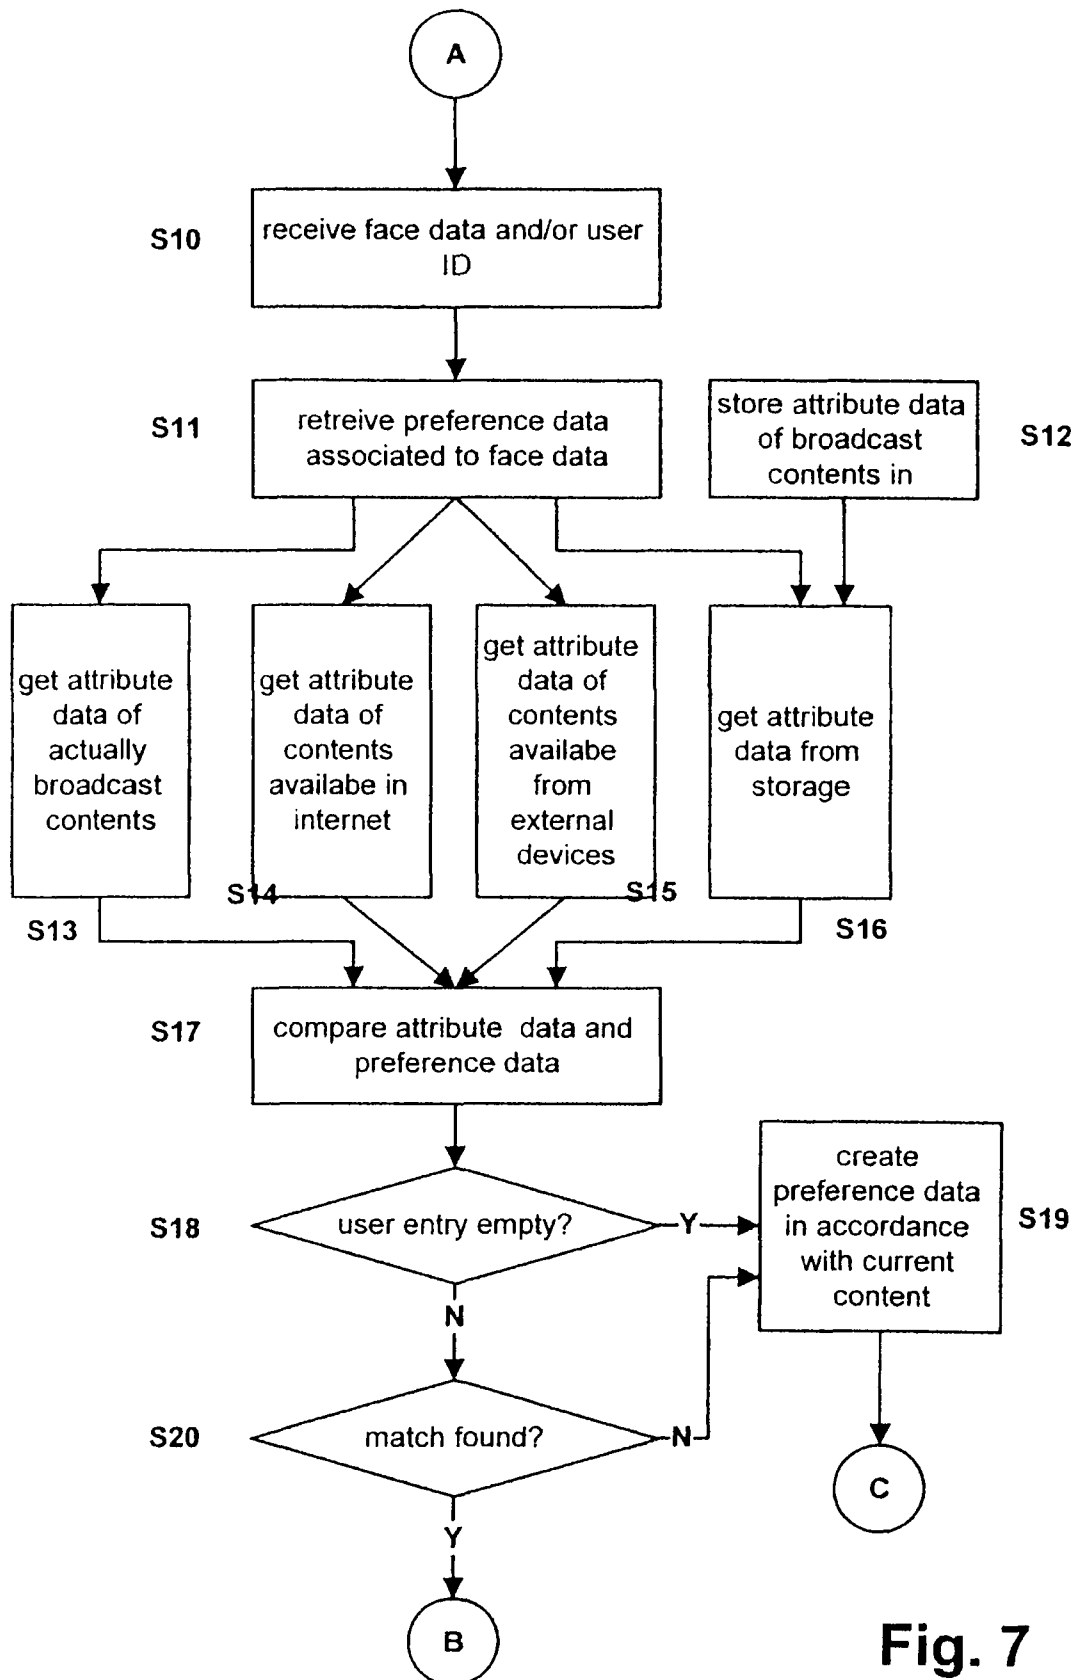 A
S10
receive face data and/or user
ID
S11
retreive preference data
associated to face data
store attribute data
of broadcast
contents in
S12
get attribute
data of
actually
broadcast
contents
S13
get attribute
data of
contents
availabe in
internet
S14
get attribute
data of
contents
availabe
from
external
devices
S15
get attribute
data from
storage
S16
S17
compare attribute data and
preference data
S18
user entry empty?
Y
N
create
preference data
in accordance
with current
content
S19
S20
match found?
N
Y
C
B
Fig. 7